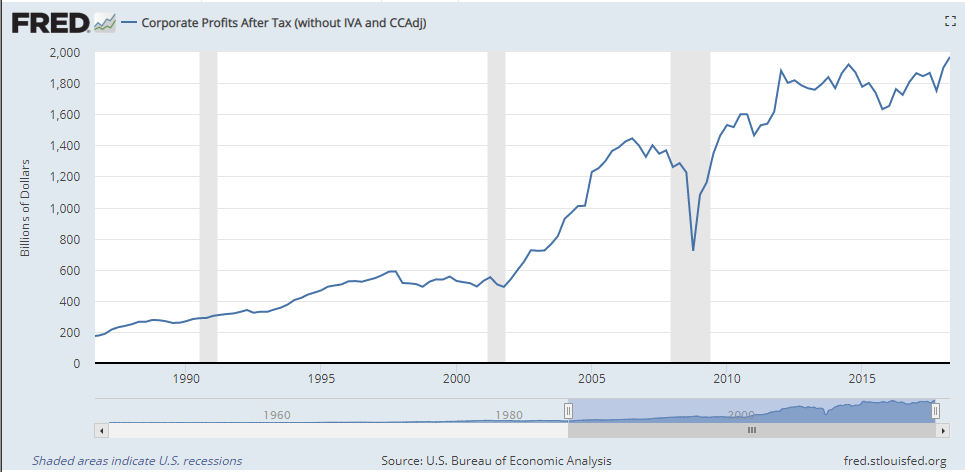 FRED Corporate Profits After Tax (without IVA and CCAdj)
Billions of Dollars
2,000
1,800
1,600
1,400
1,200
1,000
800
600
400
200
0
1990 1995 2000 2005 2010 2015
1960 1980 2000
Shaded areas indicate U.S. recessions Source: U.S. Bureau of Economic Analysis fred.stlouisfed.org